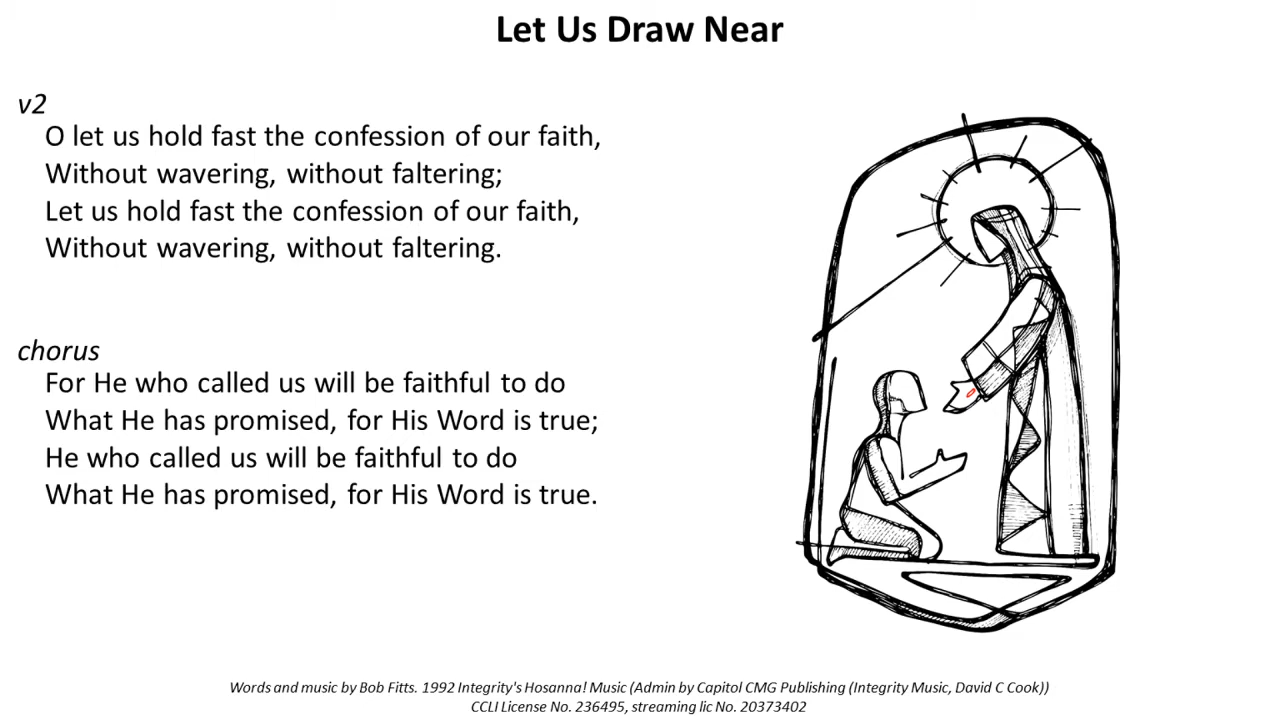 Let Us Draw Near
v2
O let us hold fast the confession of our faith,
Without wavering, without faltering;
Let us hold fast the confession of our faith,
Without wavering, without faltering.
chorus
For He who called us will be faithful to do
What He has promised, for His Word is true;
He who called us will be faithful to do
What He has promised, for His Word is true.
Words and music by Bob Fitts. 1992 Integrity's Hosanna! Music (Admin by Capitol CMG Publishing (Integrity Music, David C Cook))
CCLI License No. 236495, streaming lic No. 20373402